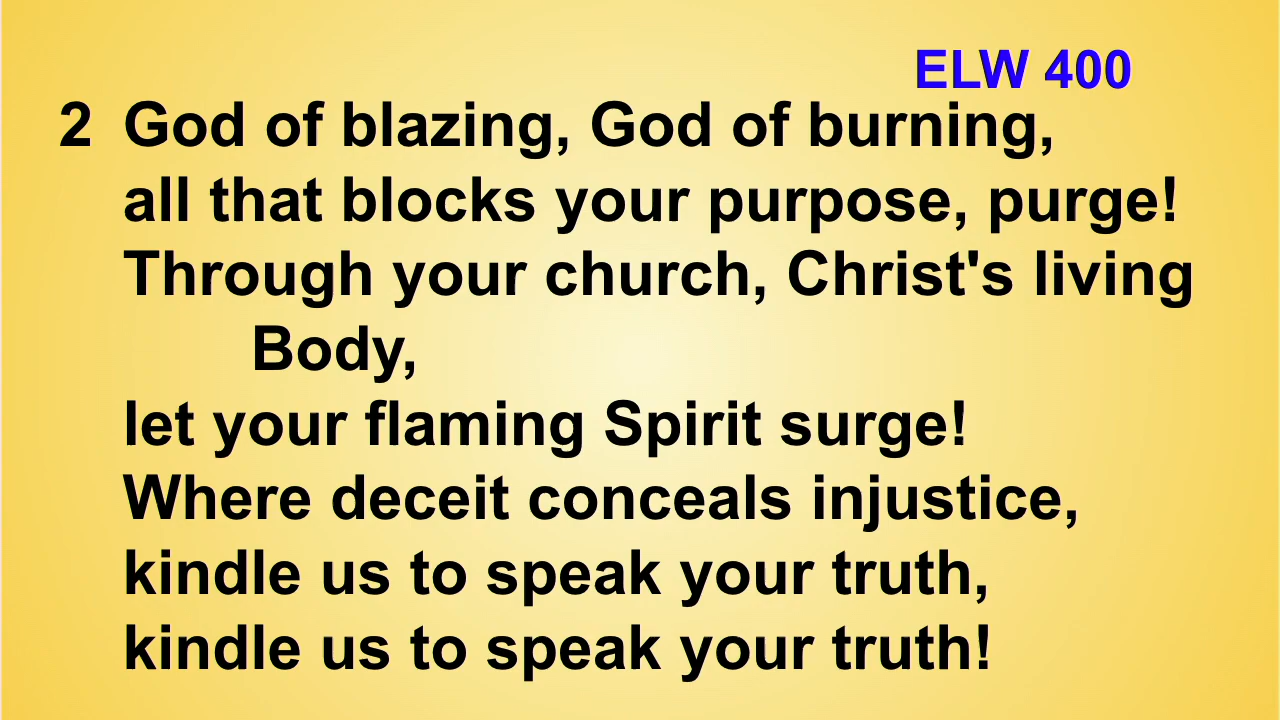 ELW 400
2 God of blazing, God of burning,
all that blocks your purpose, purge!
Through your church, Christ's living
Body,
let your flaming Spirit surge!
Where deceit conceals injustice,
kindle us to speak your truth,
kindle us to speak your truth!